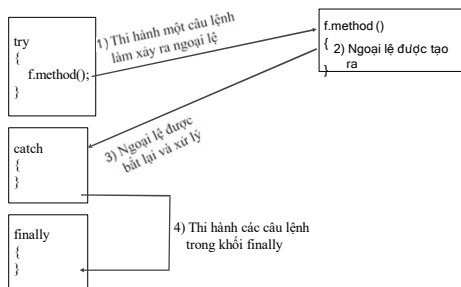 try
{
f.method();
}
1) Thi hành một câu lệnh
làm xảy ra ngoại lệ
f.method ()
{
2) Ngoại lệ được tạo
ra
}
3) Ngoại lệ được
bắt lại và xử lý
catch
{
}
4) Thi hành các câu lệnh
trong khối finally
finally
{
}